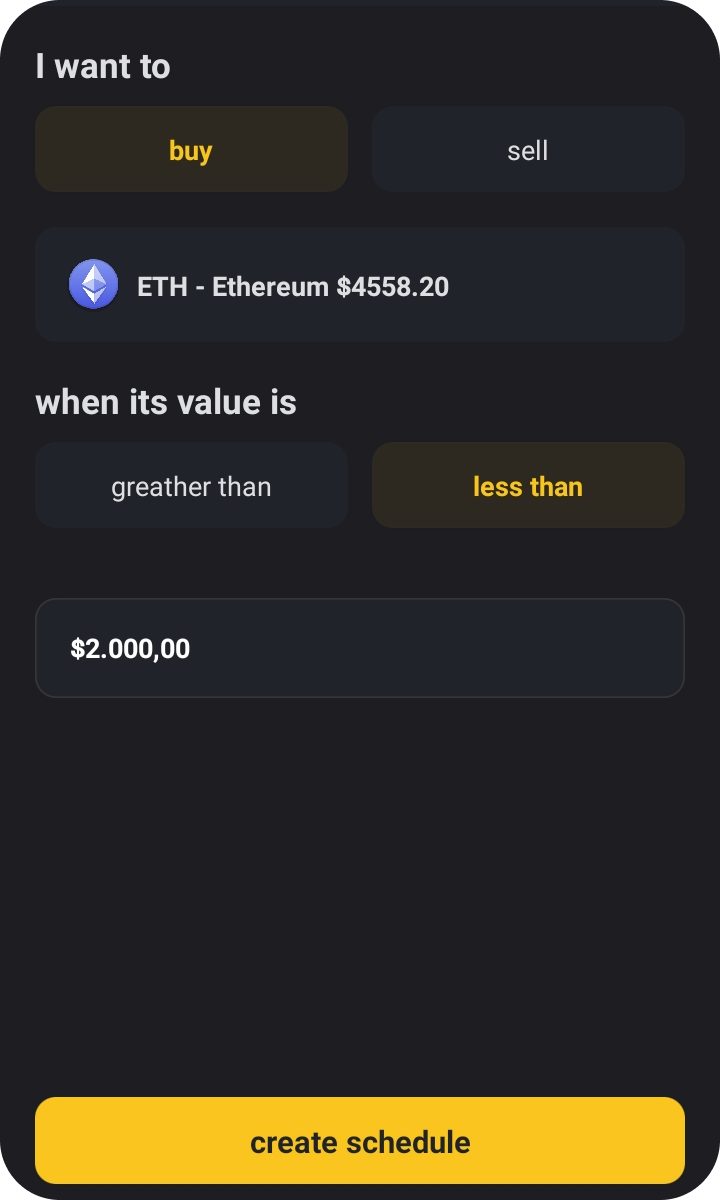 I want to
buy
sell
ETH - Ethereum $4558.20
when its value is
greather than
less than
$2.000,00
create schedule